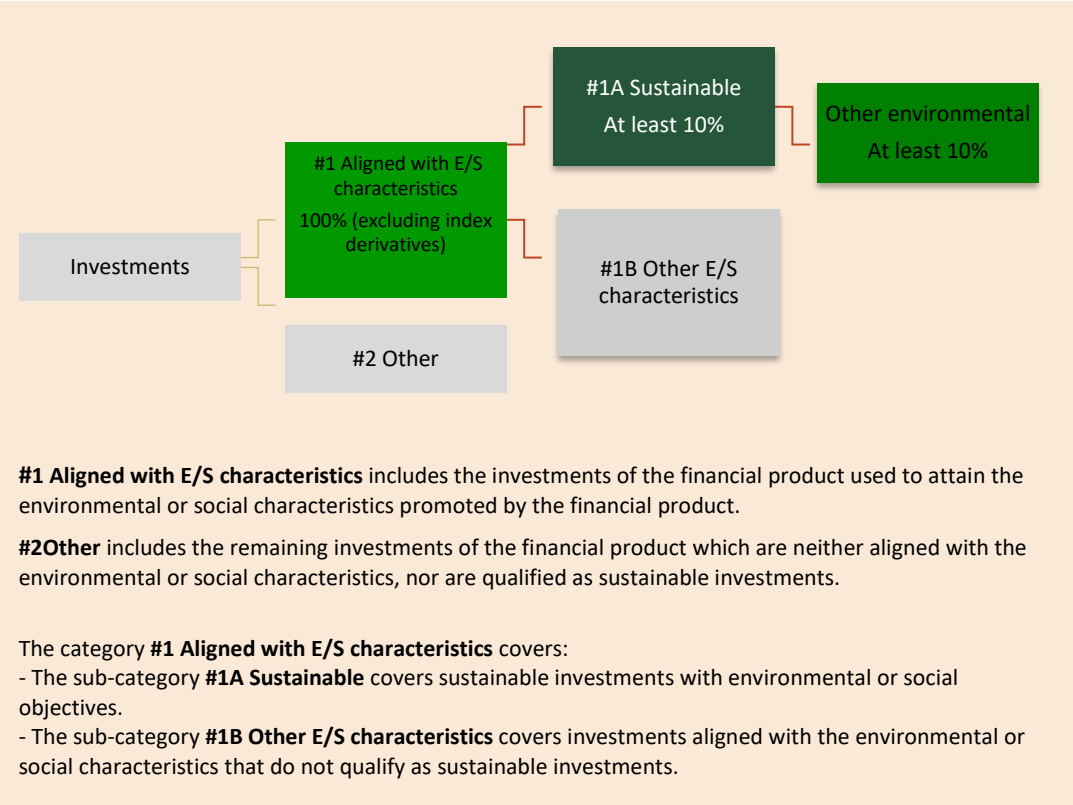 #1A Sustainable
At least 10%
Other environmental
At least 10%
#1 Aligned with E/S
characteristics
100% (excluding index
derivatives)
Investments
#1B Other E/S
characteristics
#2 Other
#1 Aligned with E/S characteristics includes the investments of the financial product used to attain the
environmental or social characteristics promoted by the financial product.
#2Other includes the remaining investments of the financial product which are neither aligned with the
environmental or social characteristics, nor are qualified as sustainable investments.
The category #1 Aligned with E/S characteristics covers:
- The sub-category #1A Sustainable covers sustainable investments with environmental or social
objectives.
- The sub-category #1B Other E/S characteristics covers investments aligned with the environmental or
social characteristics that do not qualify as sustainable investments.